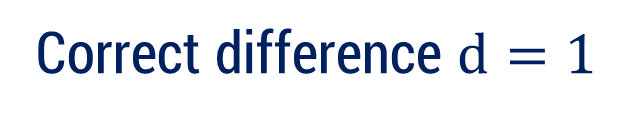 Correct difference d = 1